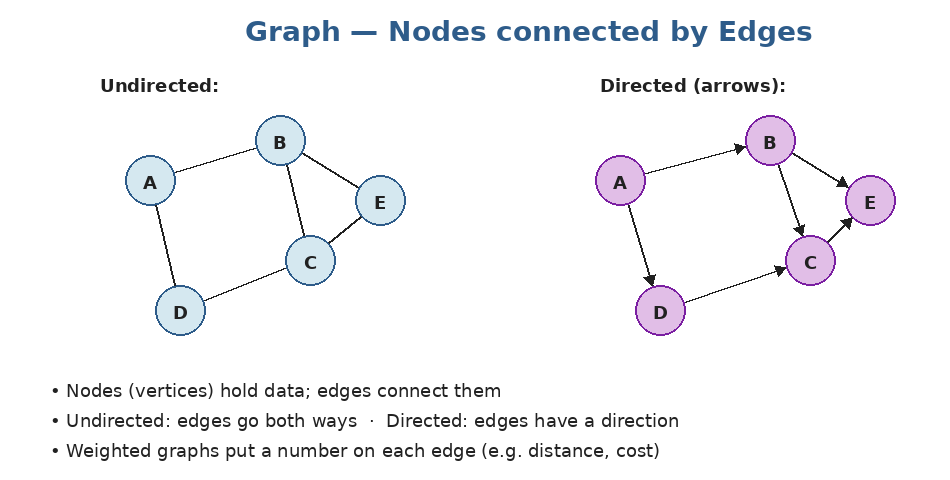 Graph — Nodes connected by Edges
Undirected:
Directed (arrows):
B
A
E
C
D
B
A
E
C
D
• Nodes (vertices) hold data; edges connect them
• Undirected: edges go both ways · Directed: edges have a direction
• Weighted graphs put a number on each edge (e.g. distance, cost)